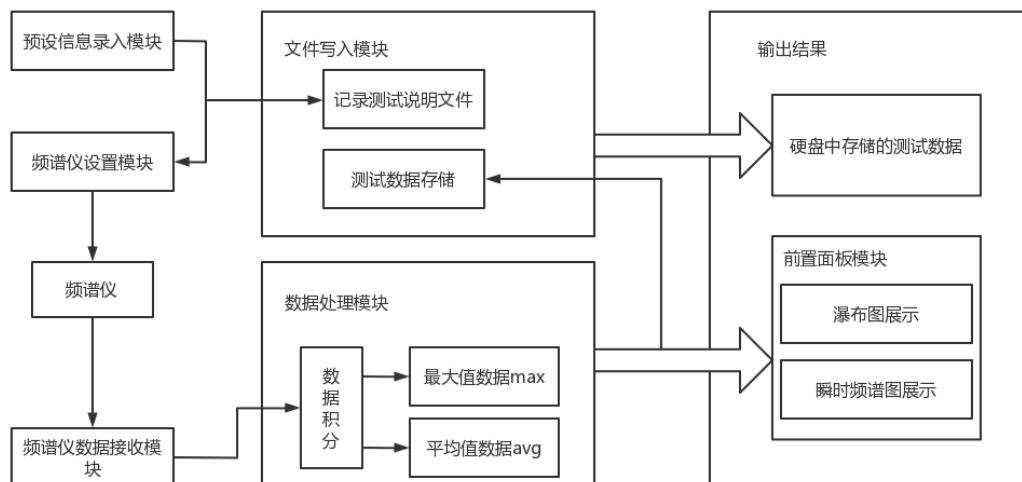 预设信息录入模块
频谱仪设置模块
频谱仪
频谱仪数据接收模
块
文件写入模块
记录测试说明文件
测试数据存储
数据处理模块
数
据
积
分
最大值数据max
平均值数据avg
输出结果
硬盘中存储的测试数据
前置面板模块
瀑布图展示
瞬时频谱图展示